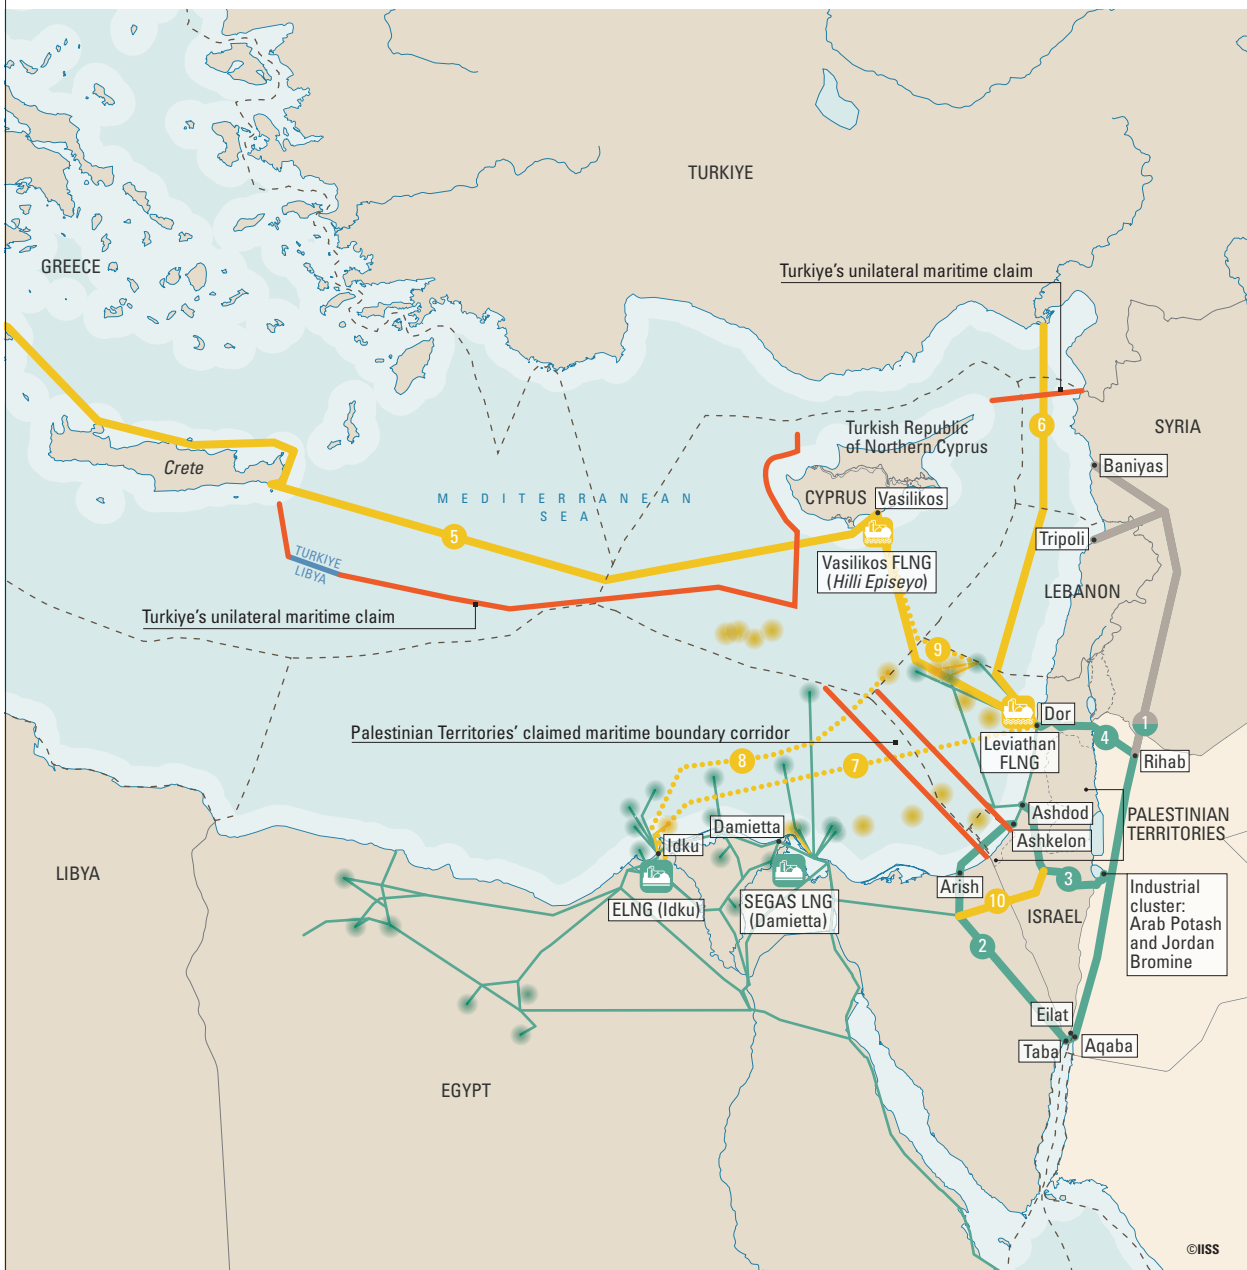 TURKIYE
GREECE
Turkiye's unilateral maritime claim
6
SYRIA
Turkish Republic
of Northern Cyprus
Crete
Baniyas
CYPRUS
Vasilikos
MEDITERRANEAN
SEA
5
Tripoli
TURKIYE
LIBYA
Vasilikos FLNG
(Hilli Episeyo)
LEBANON
Turkiye's unilateral maritime claim
9
Dor
1
Palestinian Territories' claimed maritime boundary corridor
4
Leviathan
FLNG
8
7
Rihab
Ashdod
PALESTINIAN
TERRITORIES
Damietta
Ashkelon
Idku
LIBYA
Arish
3
ELNG (Idku)
SEGAS LNG
(Damietta)
10
ISRAEL
Industrial
cluster:
Arab Potash
and Jordan
Bromine
2
Eilat
Taba
Aqaba
EGYPT
©IISS